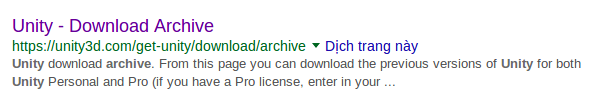 Unity - Download Archive
https://unity3d.com/get-unity/download/archive Dịch trang này
Unity download archive. From this page you can download the previous versions of Unity for both
Unity Personal and Pro (if you have a Pro license, enter in your ...